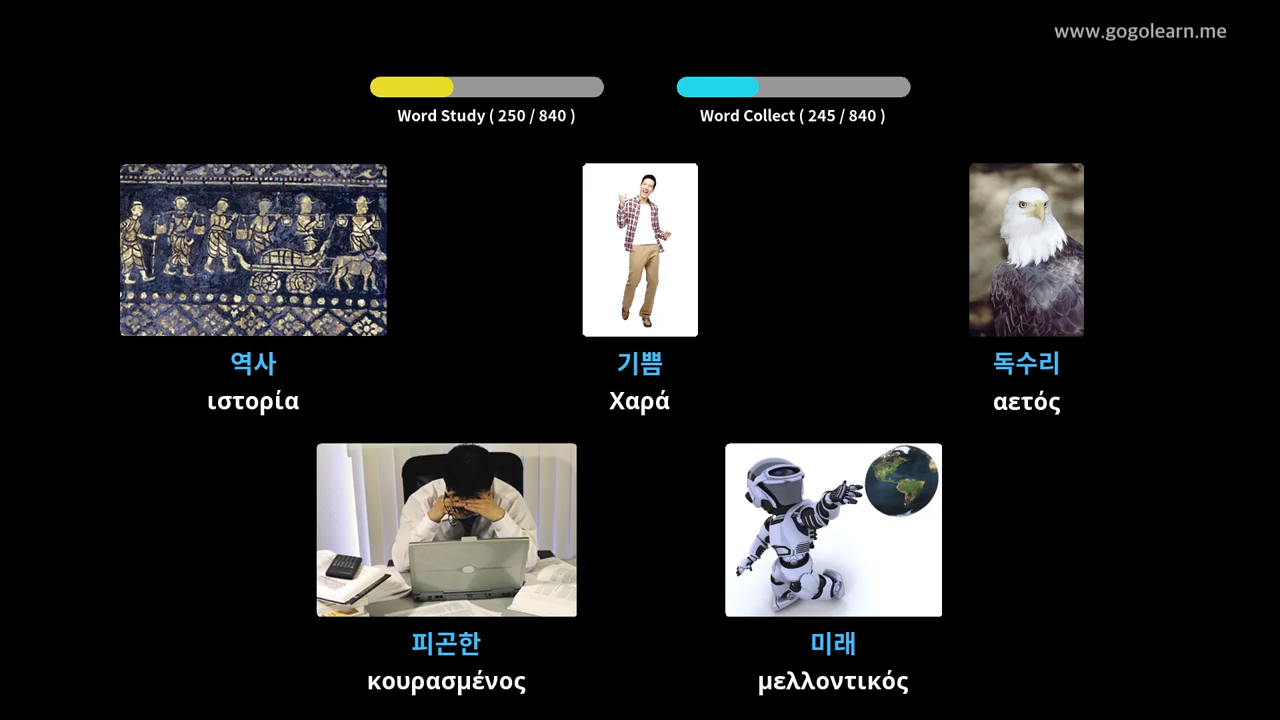 www.gogolearn.me
Word Study ( 250 / 840 )
Word Collect ( 245 / 840 )
역사
ιστορία
기쁨
Χαρά
독수리
αετός
피곤한
κουρασμένος
미래
μελλοντικός